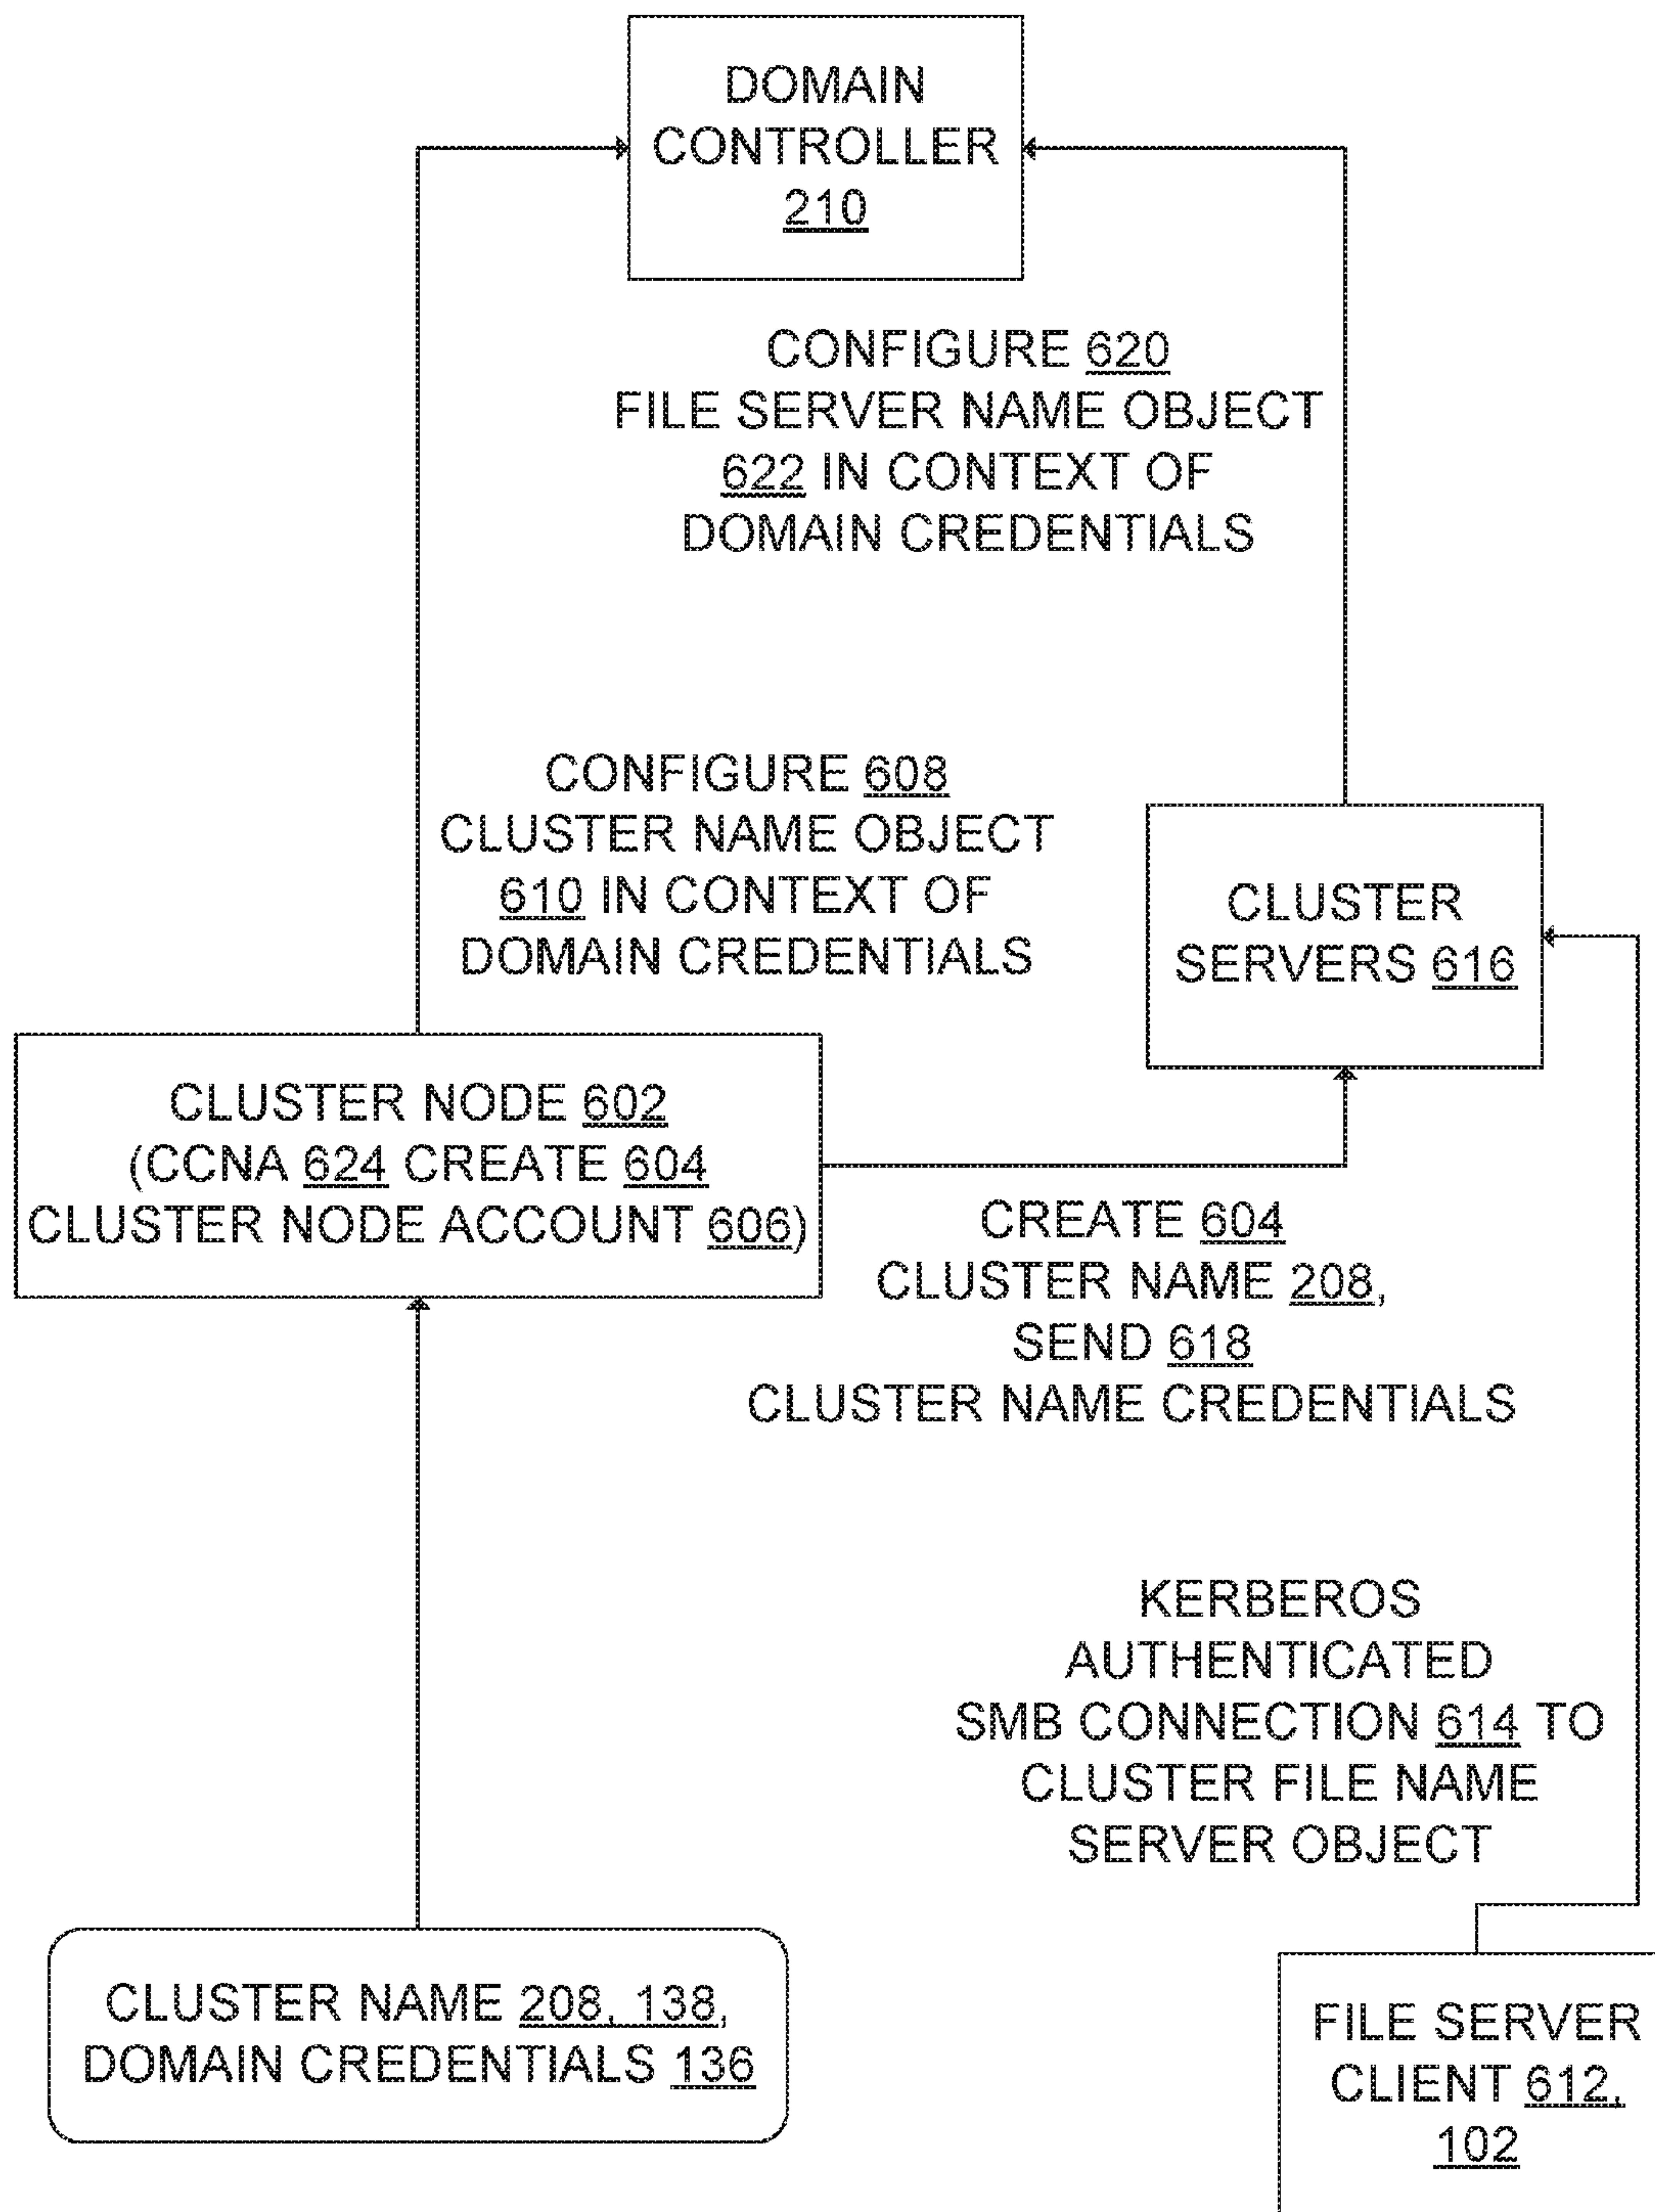 DOMAIN
CONTROLLER
210
CONFIGURE 620
FILE SERVER NAME OBJECT
622 IN CONTEXT OF
DOMAIN CREDENTIALS
CONFIGURE 608
CLUSTER NAME OBJECT
610 IN CONTEXT OF
DOMAIN CREDENTIALS
CLUSTER
SERVERS 616
CLUSTER NODE 602
(CCNA 624 CREATE 604
CLUSTER NODE ACCOUNT 606)
CREATE 604
CLUSTER NAME 208,
SEND 618
CLUSTER NAME CREDENTIALS
KERBEROS
AUTHENTICATED
SMB CONNECTION 614 TO
CLUSTER FILE NAME
SERVER OBJECT
CLUSTER NAME 208, 138,
DOMAIN CREDENTIALS 136
FILE SERVER
CLIENT 612,
102